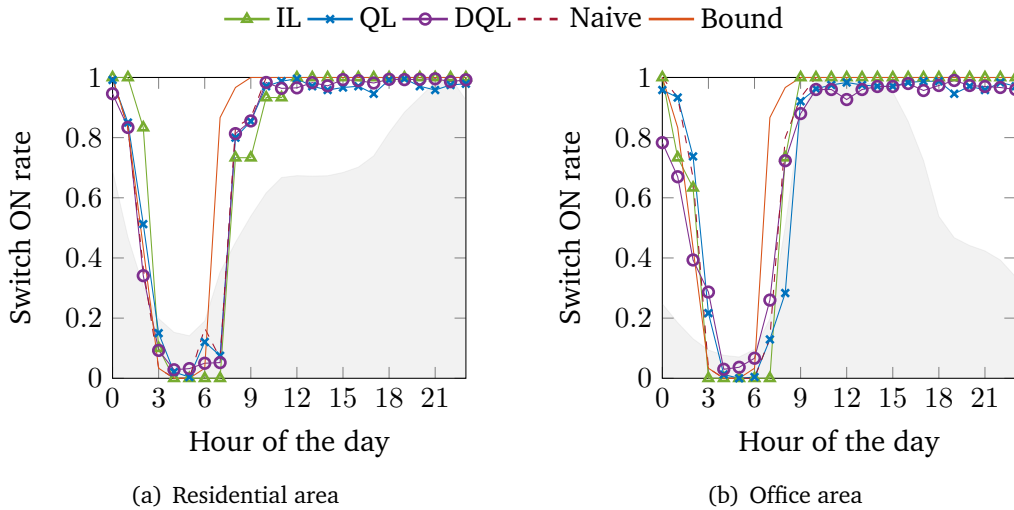 IL QL DQL Naive Bound
1
0.8
0.6
0.4
0.2
0
0 3 6 9 12 15 18 21
Switch ON rate
Hour of the day
(a) Residential area
1
0.8
0.6
0.4
0.2
0
0 3 6 9 12 15 18 21
Switch ON rate
Hour of the day
(b) Office area